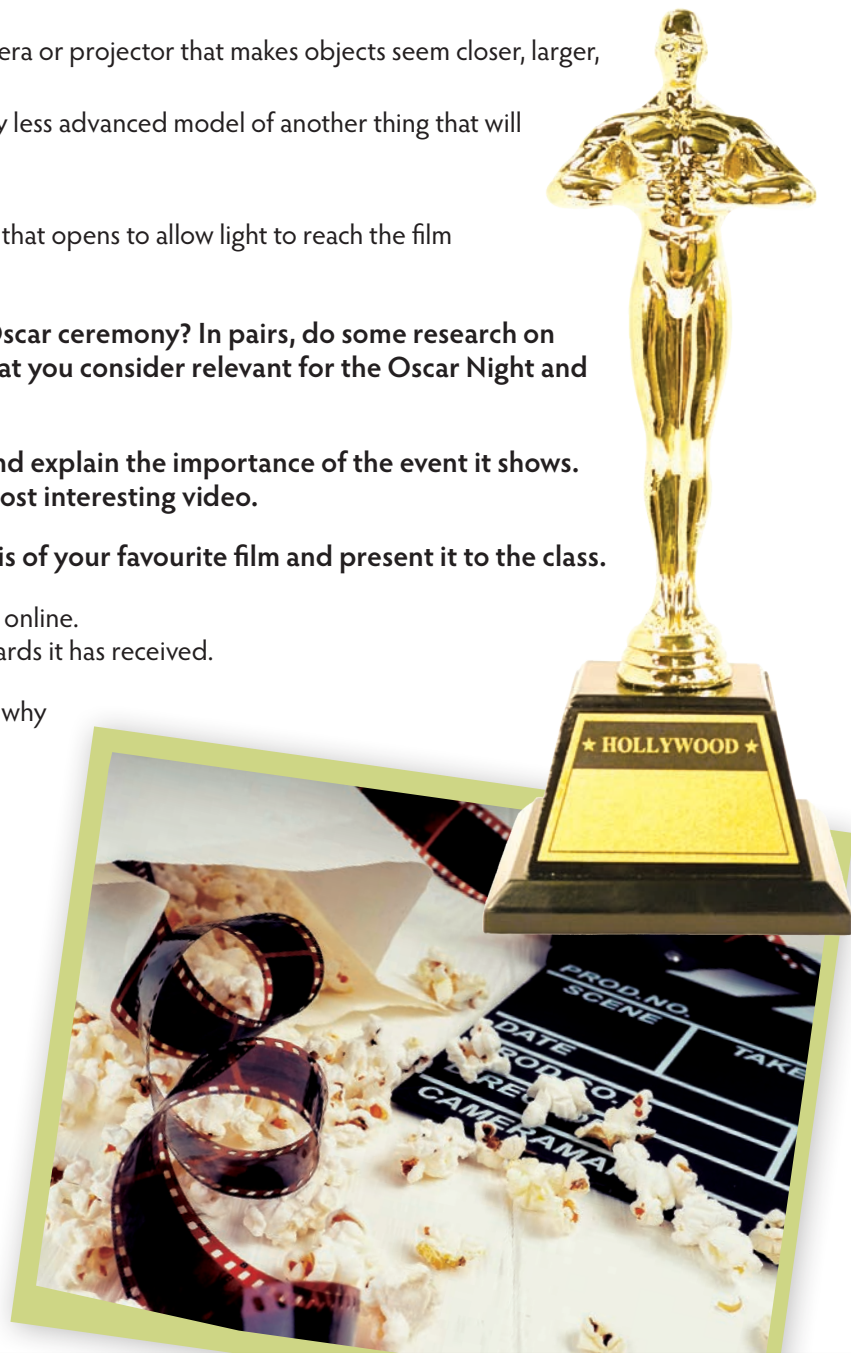 era or projector that makes objects seem closer, larger,
y less advanced model of another thing that will
that opens to allow light to reach the film
Oscar ceremony? In pairs, do some research on
at you consider relevant for the Oscar Night and
nd explain the importance of the event it shows.
ost interesting video.
is of your favourite film and present it to the class.
online.
ards it has received.
why
★ HOLLYWOOD ★
PROD. NO.
SCENE
TAKE
DATE
PROD. CO.
CAMERAMA